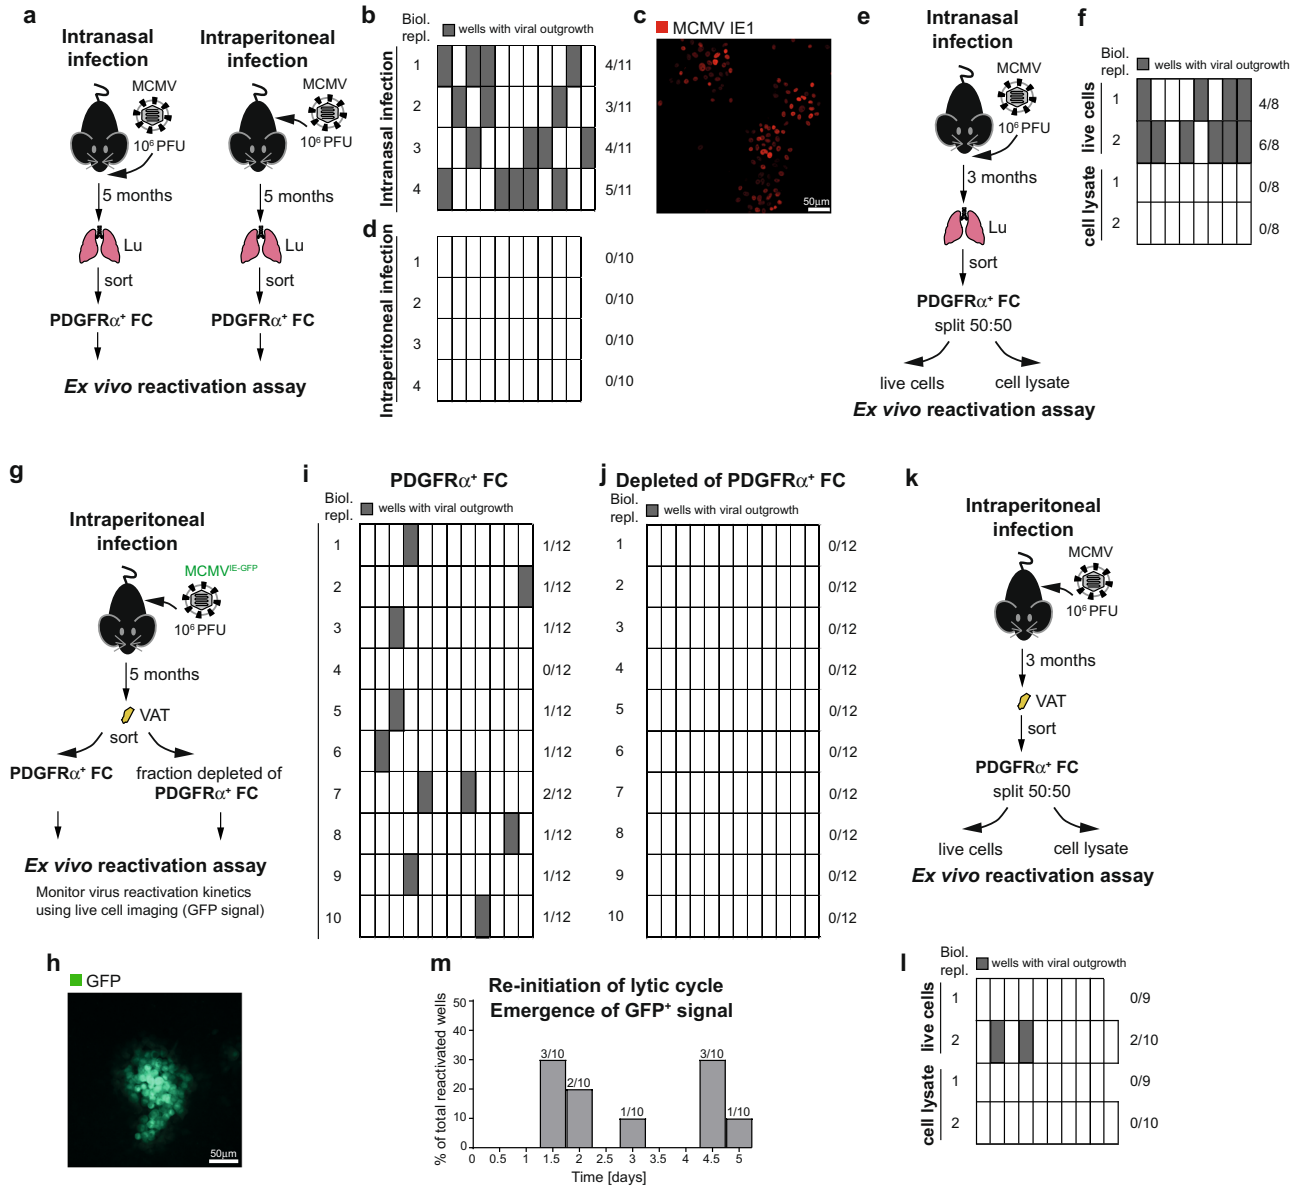 a
Intranasal
infection
MCMV
10⁶ PFU
5 months
Lu
sort
PDGFRα⁺ FC
Intraperitoneal
infection
MCMV
10⁶ PFU
5 months
Lu
sort
PDGFRα⁺ FC
Ex vivo reactivation assay
b
Biol.
repl.
wells with viral outgrowth
Intranasal infection
1 4/11
2 3/11
3 4/11
4 5/11
c
MCMV IE1
50µm
d
Intraperitoneal infection
1 0/10
2 0/10
3 0/10
4 0/10
e
Intranasal
infection
MCMV
10⁶ PFU
3 months
Lu
sort
PDGFRα⁺ FC
split 50:50
live cells cell lysate
Ex vivo reactivation assay
f
Biol.
repl.
wells with viral outgrowth
live cells
1 4/8
2 6/8
cell lysate
1 0/8
2 0/8
g
Intraperitoneal
infection
MCMV^IE-GFP
10⁶ PFU
5 months
VAT
sort
PDGFRα⁺ FC
fraction depleted of
PDGFRα⁺ FC
Ex vivo reactivation assay
Monitor virus reactivation kinetics
using live cell imaging (GFP signal)
h
GFP
50µm
i
PDGFRα⁺ FC
Biol.
repl.
wells with viral outgrowth
1 1/12
2 1/12
3 1/12
4 0/12
5 1/12
6 1/12
7 2/12
8 1/12
9 1/12
10 1/12
j
Depleted of PDGFRα⁺ FC
Biol.
repl.
wells with viral outgrowth
1 0/12
2 0/12
3 0/12
4 0/12
5 0/12
6 0/12
7 0/12
8 0/12
9 0/12
10 0/12
k
Intraperitoneal
infection
MCMV
10⁶ PFU
3 months
VAT
sort
PDGFRα⁺ FC
split 50:50
live cells cell lysate
Ex vivo reactivation assay
l
Biol.
repl.
wells with viral outgrowth
live cells
1 0/9
2 2/10
cell lysate
1 0/9
2 0/10
m
Re-initiation of lytic cycle
Emergence of GFP⁺ signal
% of total reactivated wells
50
40
30
20
10
0
3/10
2/10
1/10
3/10
1/10
0 0.5 1 1.5 2 2.5 3 3.5 4 4.5 5
Time [days]